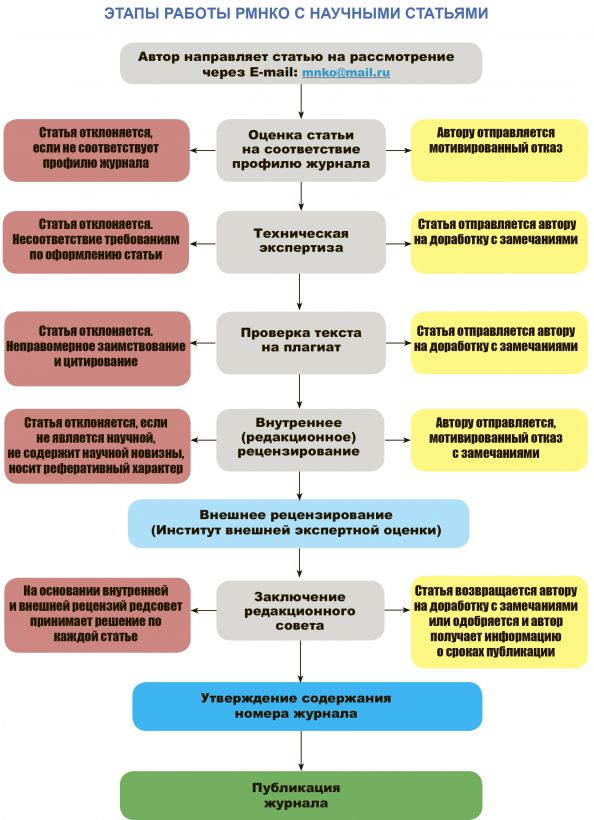 ЭТАПЫ РАБОТЫ РМНКО С НАУЧНЫМИ СТАТЬЯМИ
Автор направляет статью на рассмотрение
через E-mail: mnko@mail.ru
Статья отклоняется,
если не соответствует
профилю журнала
Оценка статьи
на соответствие
профилю журнала
Автору отправляется
мотивированный отказ
Статья отклоняется.
Несоответствие требованиям
по оформлению статьи
Техническая
экспертиза
Статья отправляется автору
на доработку с замечаниями
Статья отклоняется.
Неправомерное заимствование
и цитирование
Проверка текста
на плагиат
Статья отправляется автору
на доработку с замечаниями
Статья отклоняется, если
не является научной,
не содержит научной новизны,
носит реферативный характер
Внутреннее
(редакционное)
рецензирование
Автору отправляется,
мотивированный отказ
с замечаниями
Внешнее рецензирование
(Институт внешней экспертной оценки)
На основании внутренней
и внешней рецензий редсовет
принимает решение по
каждой статье
Заключение
редакционного
совета
Статья возвращается автору
на доработку с замечаниями
или одобряется и автор
получает информацию
о сроках публикации
Утверждение содержания
номера журнала
Публикация
журнала